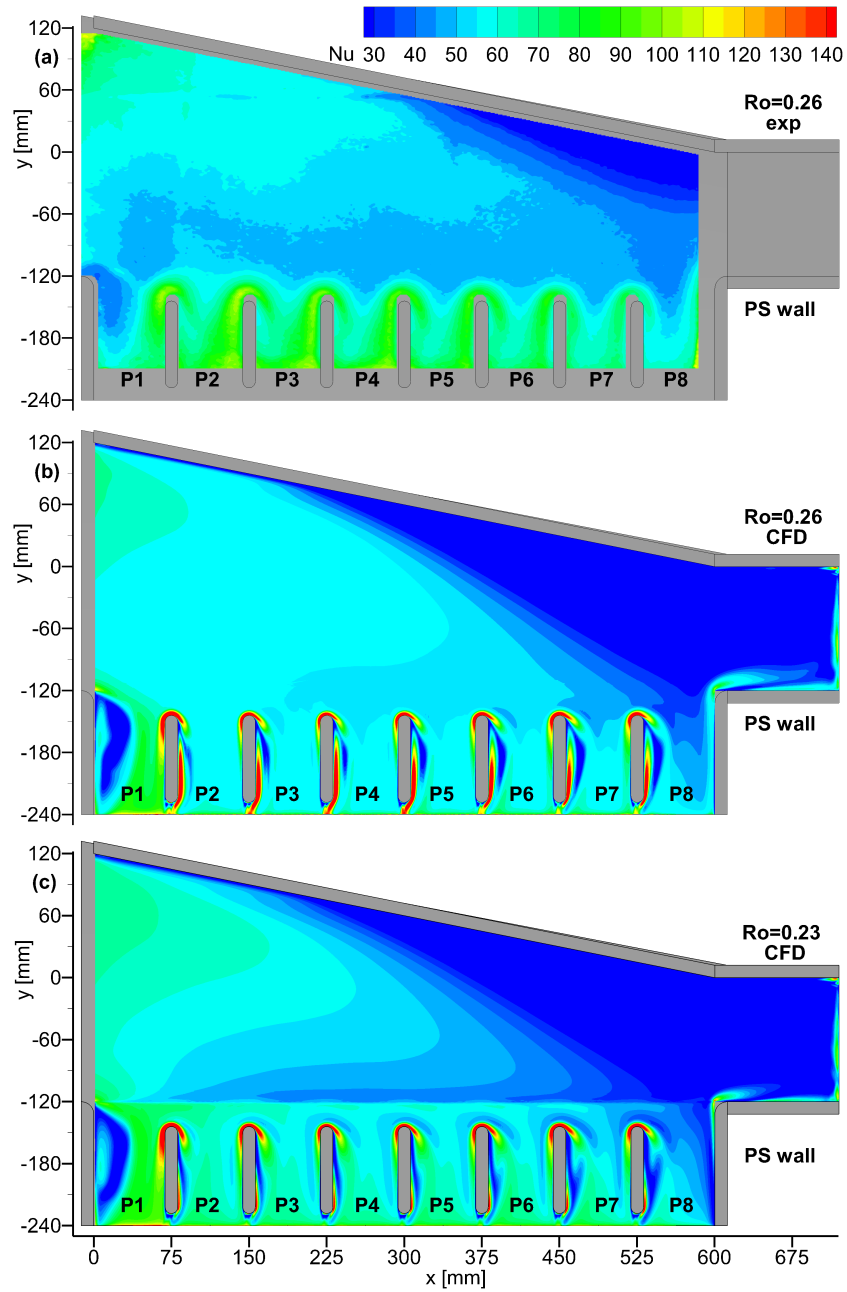 Nu 30 40 50 60 70 80 90 100 110 120 130 140
(a)
y [mm]
120
60
0
-60
-120
-180
-240
Ro=0.26
exp
PS wall
P1 P2 P3 P4 P5 P6 P7 P8
(b)
y [mm]
120
60
0
-60
-120
-180
-240
Ro=0.26
CFD
PS wall
P1 P2 P3 P4 P5 P6 P7 P8
(c)
y [mm]
120
60
0
-60
-120
-180
-240
Ro=0.23
CFD
PS wall
P1 P2 P3 P4 P5 P6 P7 P8
0 75 150 225 300 375 450 525 600 675
x [mm]